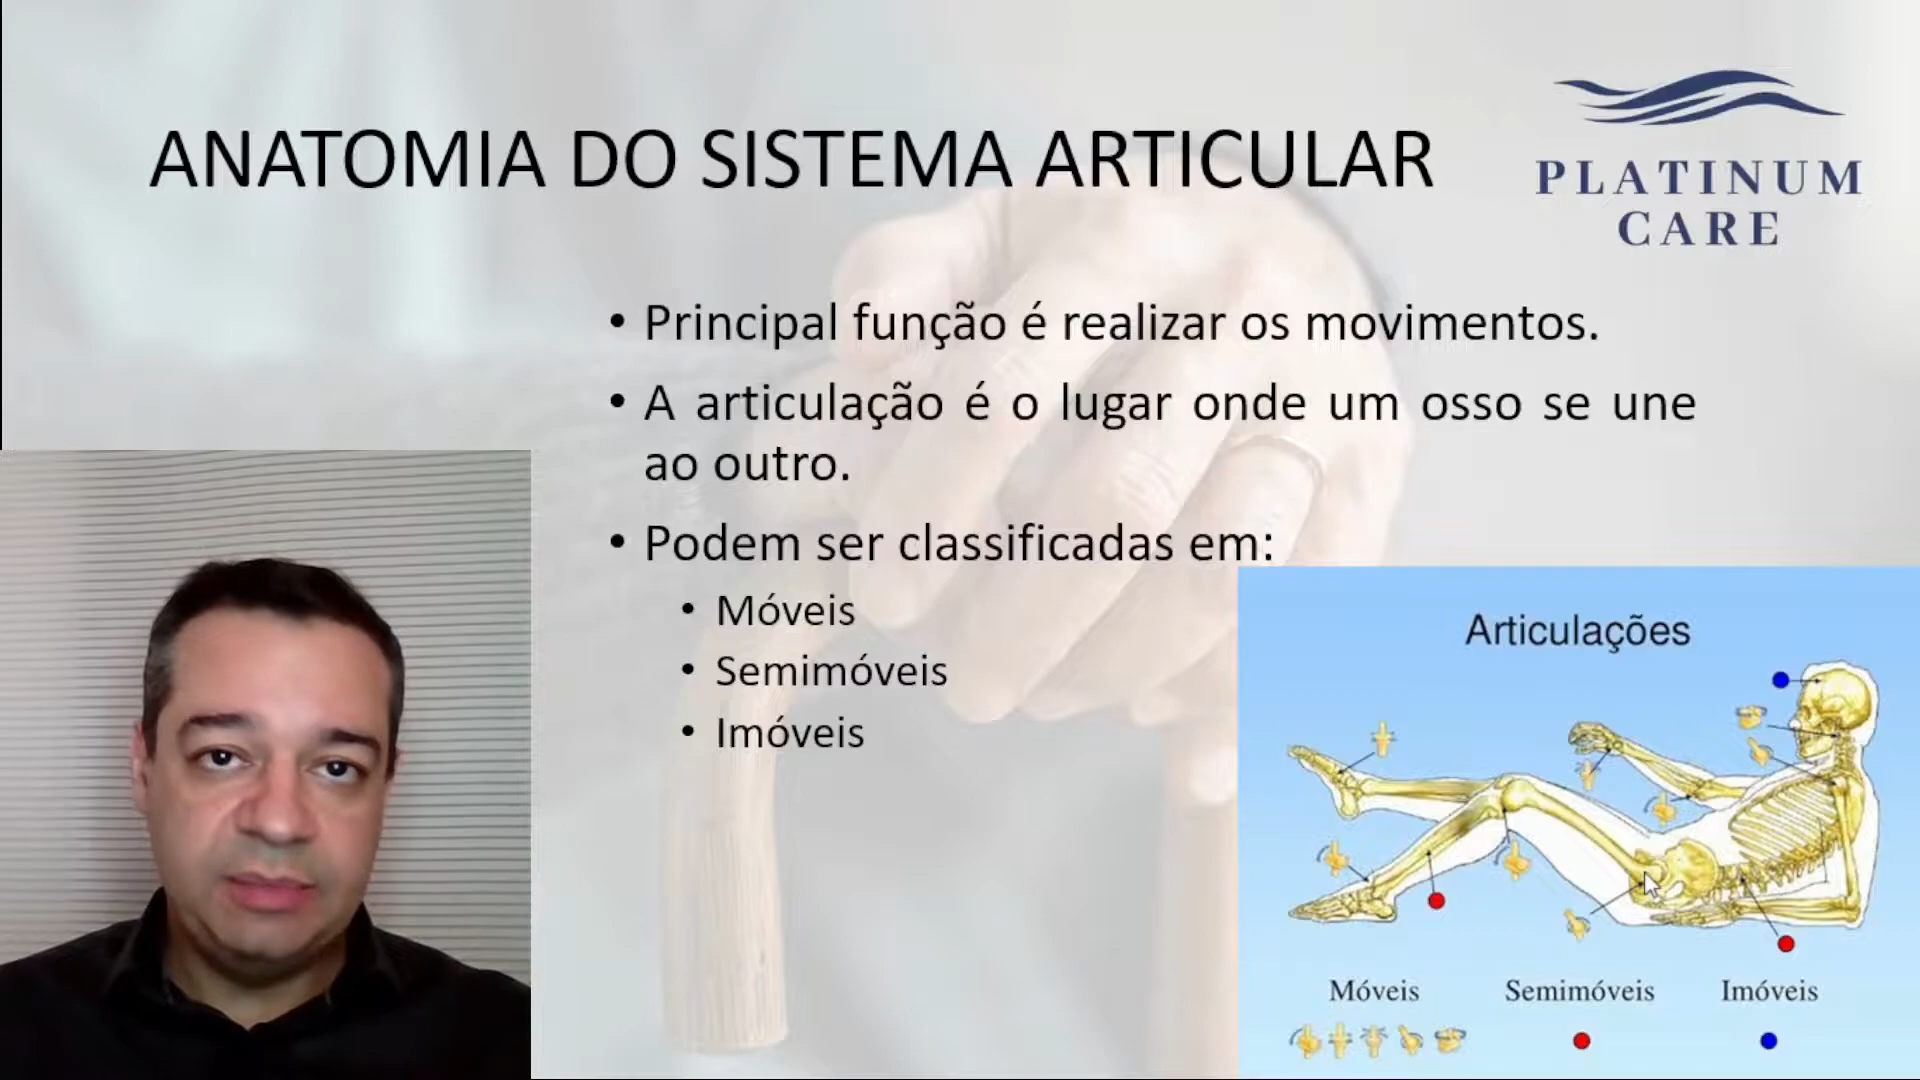 ANATOMIA DO SISTEMA ARTICULAR
PLATINUM
CARE
• Principal função é realizar os movimentos.
• A articulação é o lugar onde um osso se une
ao outro.
• Podem ser classificadas em:
• Móveis
• Semimóveis
• Imóveis
Articulações
Móveis Semimóveis Imóveis